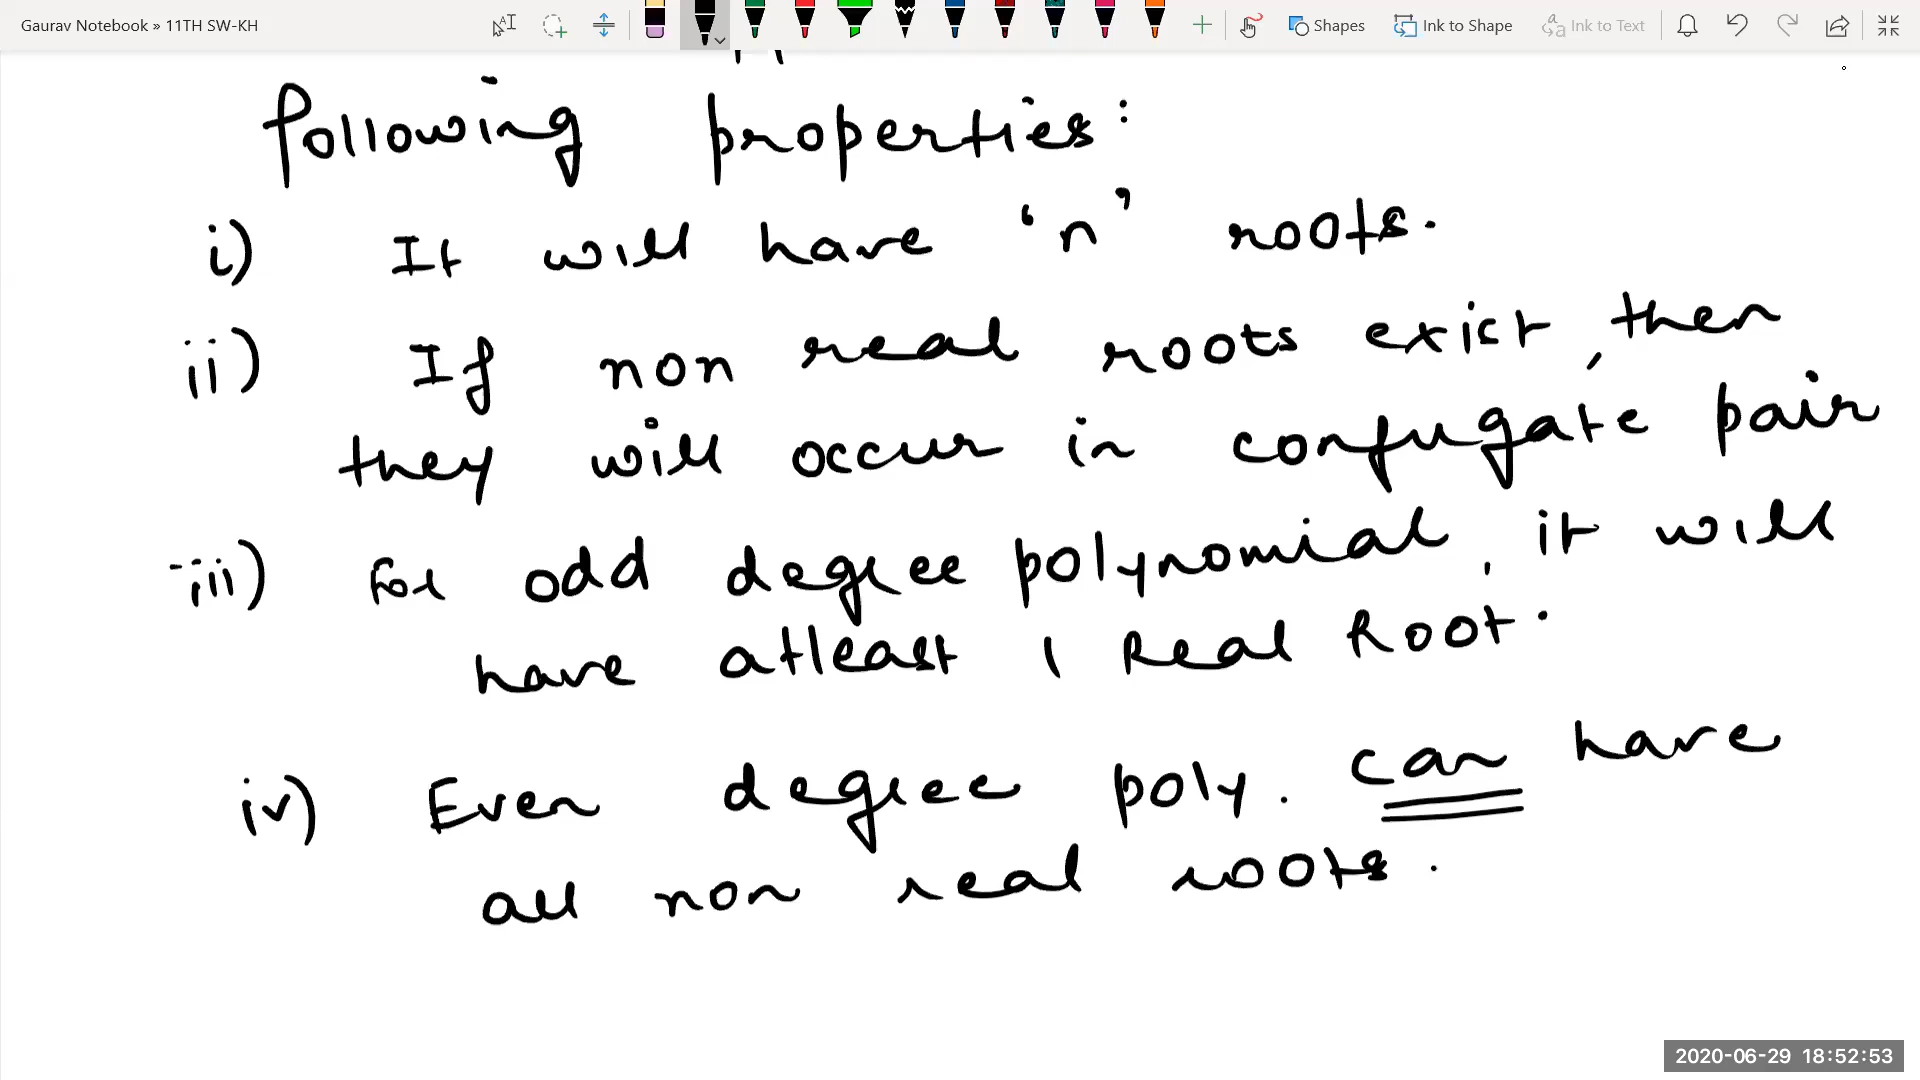 Gaurav Notebook » 11TH SW-KH
Shapes
Ink to Shape
Ink to Text
following properties:
i) It will have 'n' roots.
ii) If non real roots exist, then
they will occur in conjugate pair
iii) For odd degree polynomial, it will
have atleast 1 Real Root.
iv) Even degree poly. can have
all non real roots.
2020-06-29 18:52:53